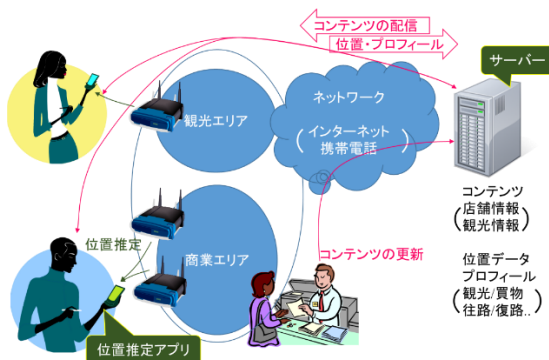 コンテンツの配信
位置・プロフィール
サーバー
観光エリア
ネットワーク
(インターネット
携帯電話)
コンテンツ
(店舗情報
観光情報)
位置推定
商業エリア
コンテンツの更新
位置データ
プロフィール
(観光/買物
往路/復路..)
位置推定アプリ